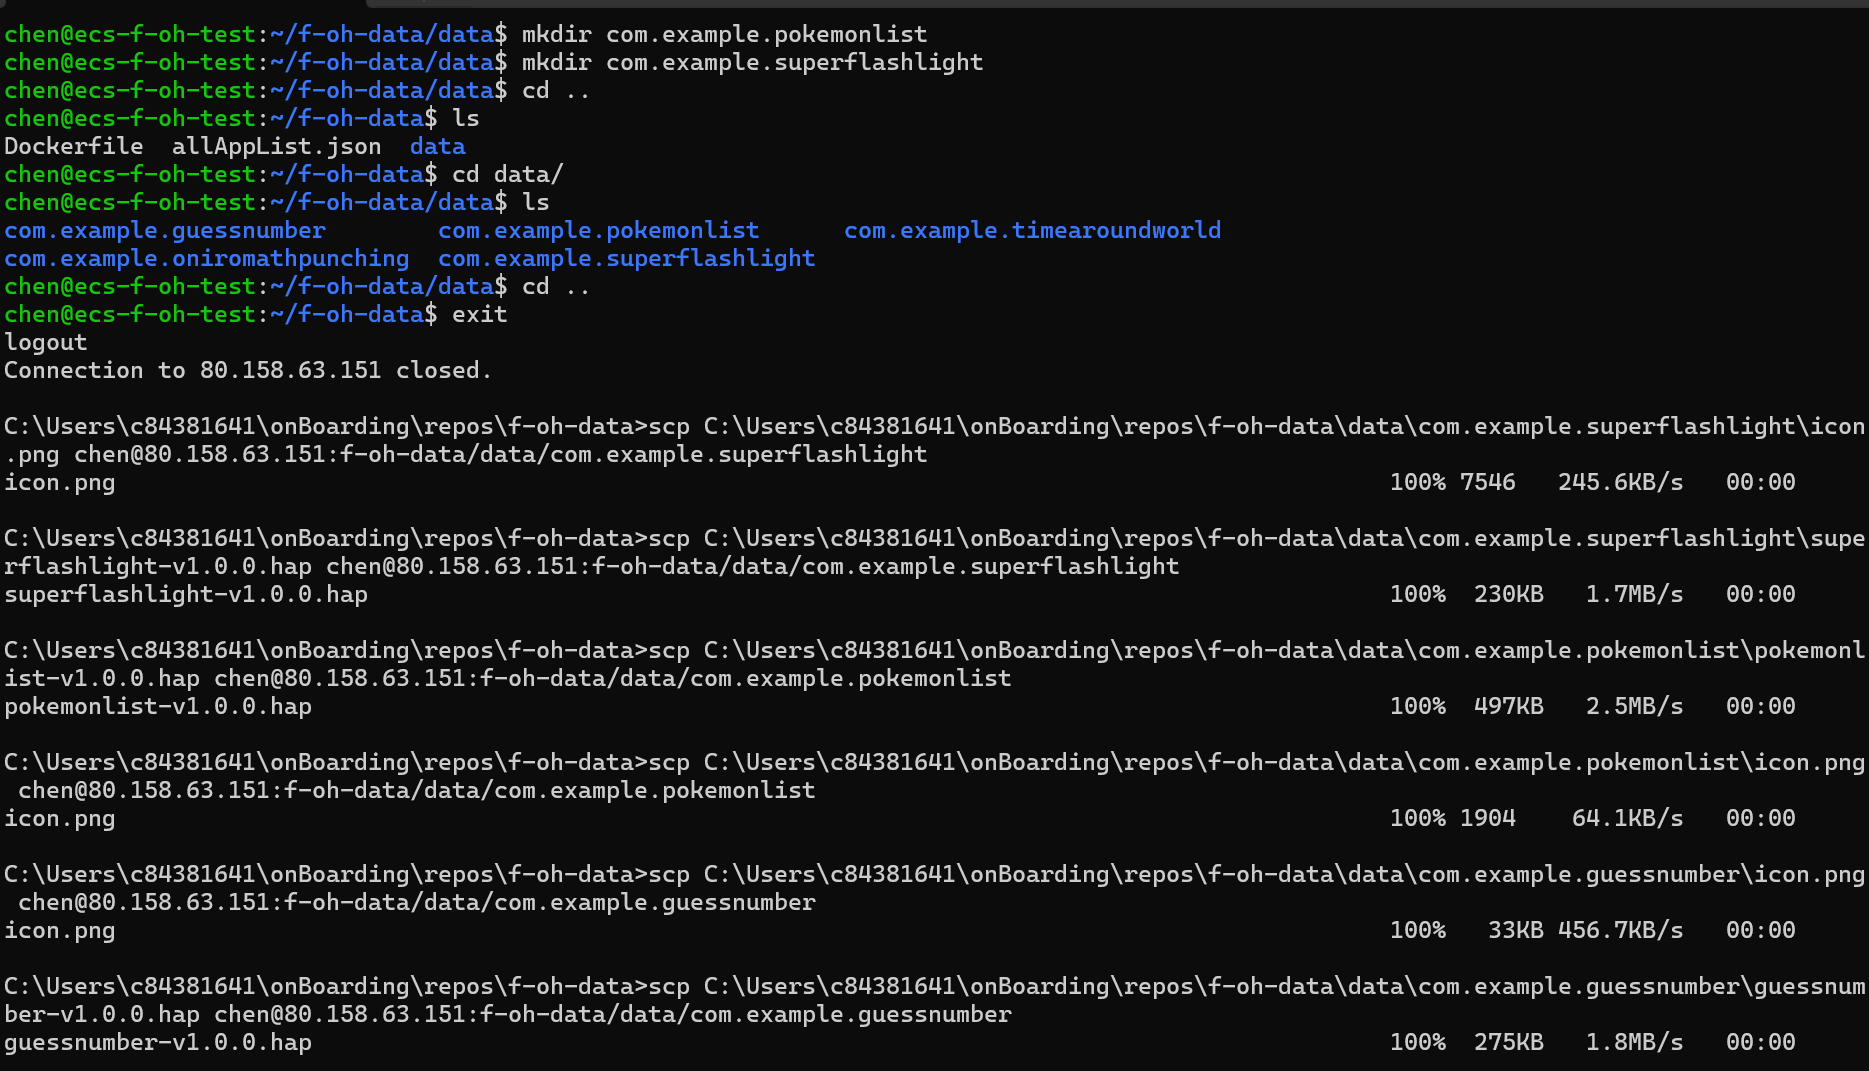 chen@ecs-f-oh-test:~/f-oh-data/data$ mkdir com.example.pokemonlist
chen@ecs-f-oh-test:~/f-oh-data/data$ mkdir com.example.superflashlight
chen@ecs-f-oh-test:~/f-oh-data/data$ cd ..
chen@ecs-f-oh-test:~/f-oh-data$ ls
Dockerfile  allAppList.json  data
chen@ecs-f-oh-test:~/f-oh-data$ cd data/
chen@ecs-f-oh-test:~/f-oh-data/data$ ls
com.example.guessnumber        com.example.pokemonlist      com.example.timearoundworld
com.example.oniromathpunching  com.example.superflashlight
chen@ecs-f-oh-test:~/f-oh-data/data$ cd ..
chen@ecs-f-oh-test:~/f-oh-data$ exit
logout
Connection to 80.158.63.151 closed.
C:\Users\c84381641\onBoarding\repos\f-oh-data>scp C:\Users\c84381641\onBoarding\repos\f-oh-data\data\com.example.superflashlight\icon
.png chen@80.158.63.151:f-oh-data/data/com.example.superflashlight
icon.png 100% 7546 245.6KB/s 00:00
C:\Users\c84381641\onBoarding\repos\f-oh-data>scp C:\Users\c84381641\onBoarding\repos\f-oh-data\data\com.example.superflashlight\supe
rflashlight-v1.0.0.hap chen@80.158.63.151:f-oh-data/data/com.example.superflashlight
superflashlight-v1.0.0.hap 100% 230KB 1.7MB/s 00:00
C:\Users\c84381641\onBoarding\repos\f-oh-data>scp C:\Users\c84381641\onBoarding\repos\f-oh-data\data\com.example.pokemonlist\pokemonl
ist-v1.0.0.hap chen@80.158.63.151:f-oh-data/data/com.example.pokemonlist
pokemonlist-v1.0.0.hap 100% 497KB 2.5MB/s 00:00
C:\Users\c84381641\onBoarding\repos\f-oh-data>scp C:\Users\c84381641\onBoarding\repos\f-oh-data\data\com.example.pokemonlist\icon.png
chen@80.158.63.151:f-oh-data/data/com.example.pokemonlist
icon.png 100% 1904 64.1KB/s 00:00
C:\Users\c84381641\onBoarding\repos\f-oh-data>scp C:\Users\c84381641\onBoarding\repos\f-oh-data\data\com.example.guessnumber\icon.png
chen@80.158.63.151:f-oh-data/data/com.example.guessnumber
icon.png 100% 33KB 456.7KB/s 00:00
C:\Users\c84381641\onBoarding\repos\f-oh-data>scp C:\Users\c84381641\onBoarding\repos\f-oh-data\data\com.example.guessnumber\guessnum
ber-v1.0.0.hap chen@80.158.63.151:f-oh-data/data/com.example.guessnumber
guessnumber-v1.0.0.hap 100% 275KB 1.8MB/s 00:00